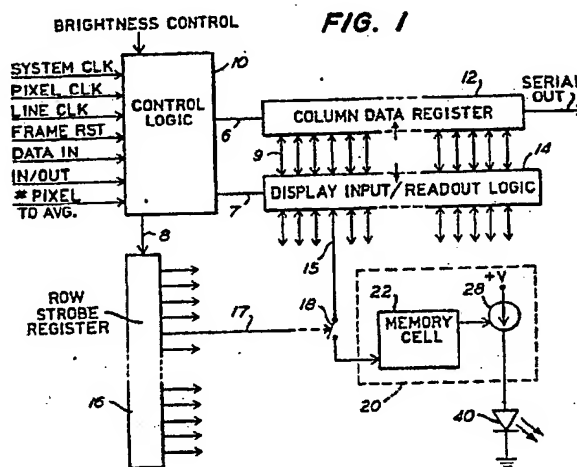 FIG. 1
BRIGHTNESS CONTROL
SYSTEM CLK
PIXEL CLK
LINE CLK
FRAME RST
DATA IN
IN/OUT
# PIXEL
TO AVG.
10
CONTROL
LOGIC
6
7
8
12
COLUMN DATA REGISTER
SERIAL
OUT
9
14
DISPLAY INPUT/READOUT LOGIC
15
ROW
STROBE
REGISTER
16
17
18
22
MEMORY
CELL
+V
28
20
40